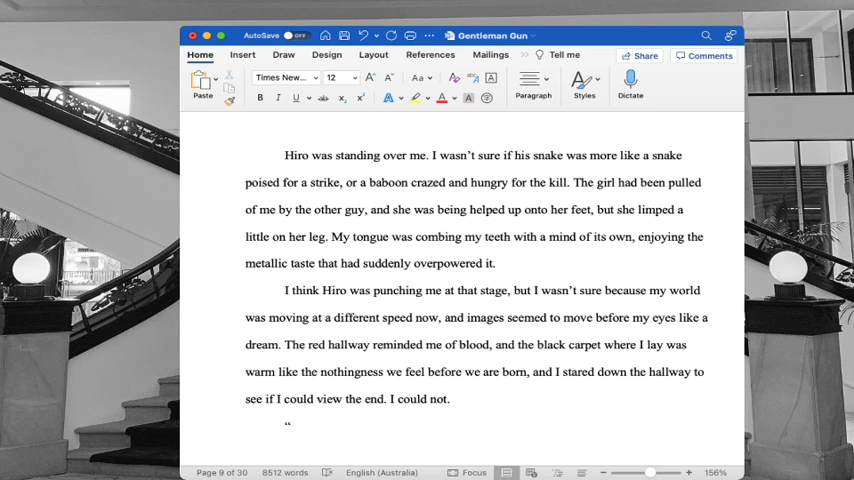 AutoSave OFF Gentleman Gun
Home Insert Draw Design Layout References Mailings >> Tell me Share Comments
Paste Times New... 12 A A Aa A abc A Paragraph Styles Dictate
B I U ab x₂ x² A A A
Hiro was standing over me. I wasn't sure if his snake was more like a snake
poised for a strike, or a baboon crazed and hungry for the kill. The girl had been pulled
of me by the other guy, and she was being helped up onto her feet, but she limped a
little on her leg. My tongue was combing my teeth with a mind of its own, enjoying the
metallic taste that had suddenly overpowered it.
I think Hiro was punching me at that stage, but I wasn't sure because my world
was moving at a different speed now, and images seemed to move before my eyes like a
dream. The red hallway reminded me of blood, and the black carpet where I lay was
warm like the nothingness we feel before we are born, and I stared down the hallway to
see if I could view the end. I could not.
“
Page 9 of 30 8512 words English (Australia) Focus 156%